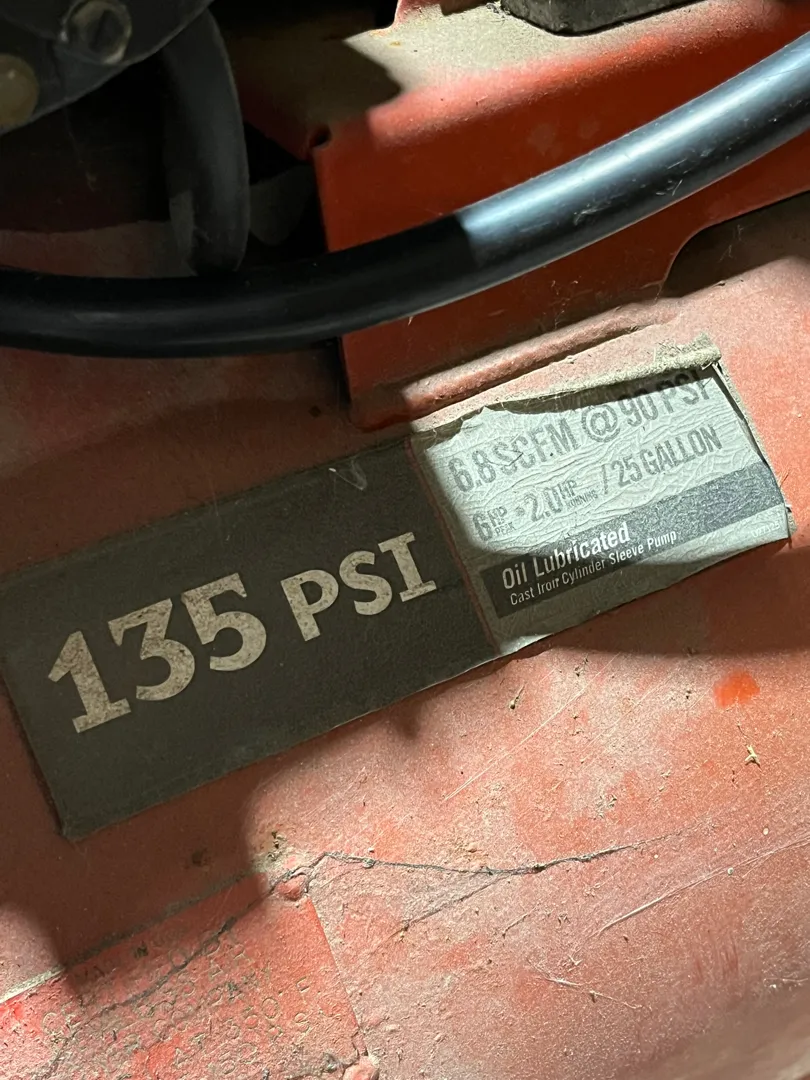 135 PSI
6.8 SCFM @ 90 PSI
6 HP PEAK • 2.0 HP RUNNING / 25 GALLON
Oil Lubricated
Cast Iron Cylinder Sleeve Pump